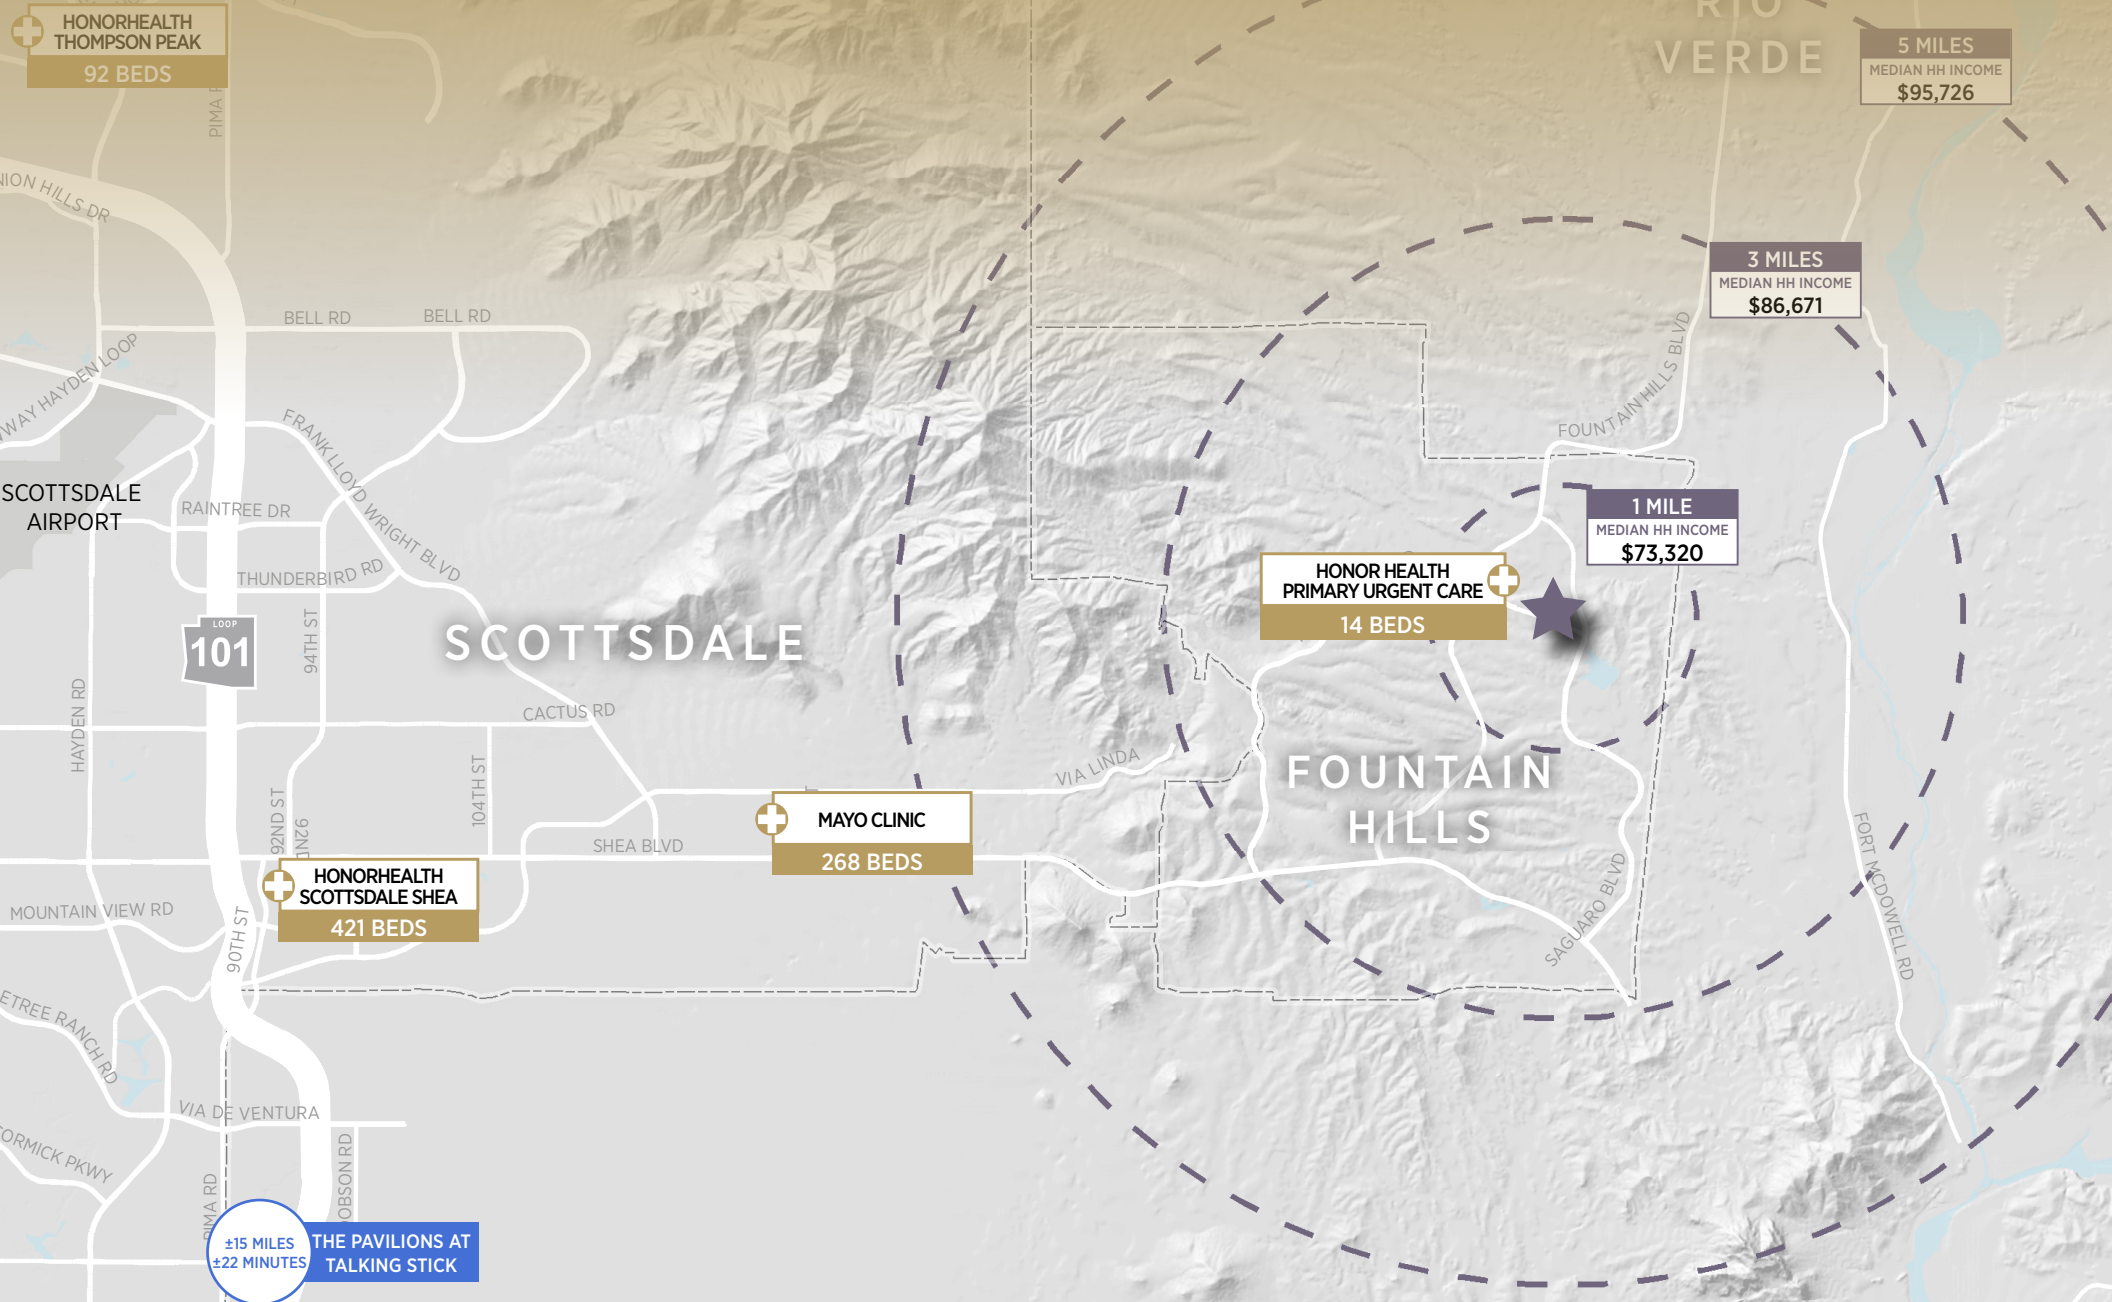 HONORHEALTH
THOMPSON PEAK
92 BEDS
RIO
VERDE
5 MILES
MEDIAN HH INCOME
$95,726
PIMA
HILLS DR
3 MILES
MEDIAN HH INCOME
$86,671
BELL RD
BELL RD
HAYDEN LOOP
FOUNTAIN HILLS BLVD
FRANK LLOYD WRIGHT BLVD
SCOTTSDALE
AIRPORT
RAINTREE DR
1 MILE
MEDIAN HH INCOME
$73,320
THUNDERBIRD RD
HONOR HEALTH
PRIMARY URGENT CARE
14 BEDS
LOOP
101
94TH ST
SCOTTSDALE
HAYDEN RD
CACTUS RD
VIA LINDA
FOUNTAIN
HILLS
104TH ST
92ND ST
92ND
MAYO CLINIC
268 BEDS
SHEA BLVD
FORT MCDOWELL RD
HONORHEALTH
SCOTTSDALE SHEA
421 BEDS
MOUNTAIN VIEW RD
90TH ST
SAGUARO BLVD
RANCH RD
VIA DE VENTURA
PKWY
PIMA RD
DOBSON RD
±15 MILES
±22 MINUTES
THE PAVILIONS AT
TALKING STICK